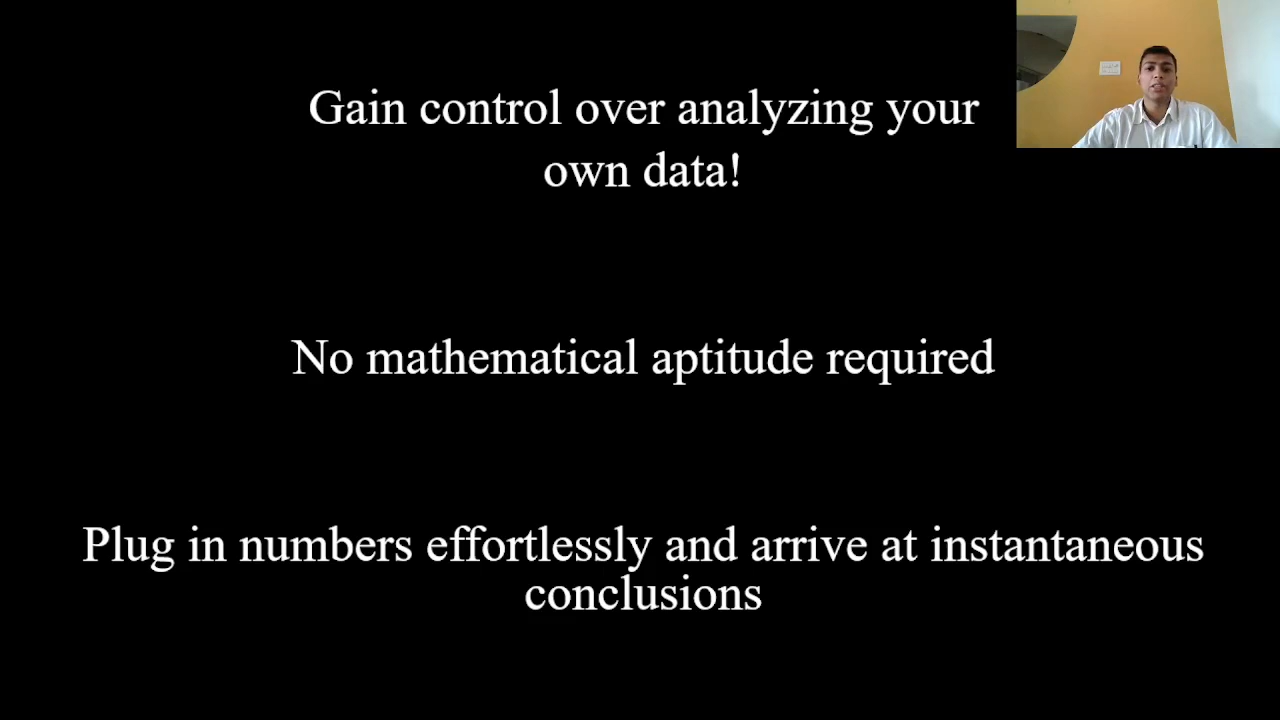 Gain control over analyzing your
own data!
No mathematical aptitude required
Plug in numbers effortlessly and arrive at instantaneous
conclusions